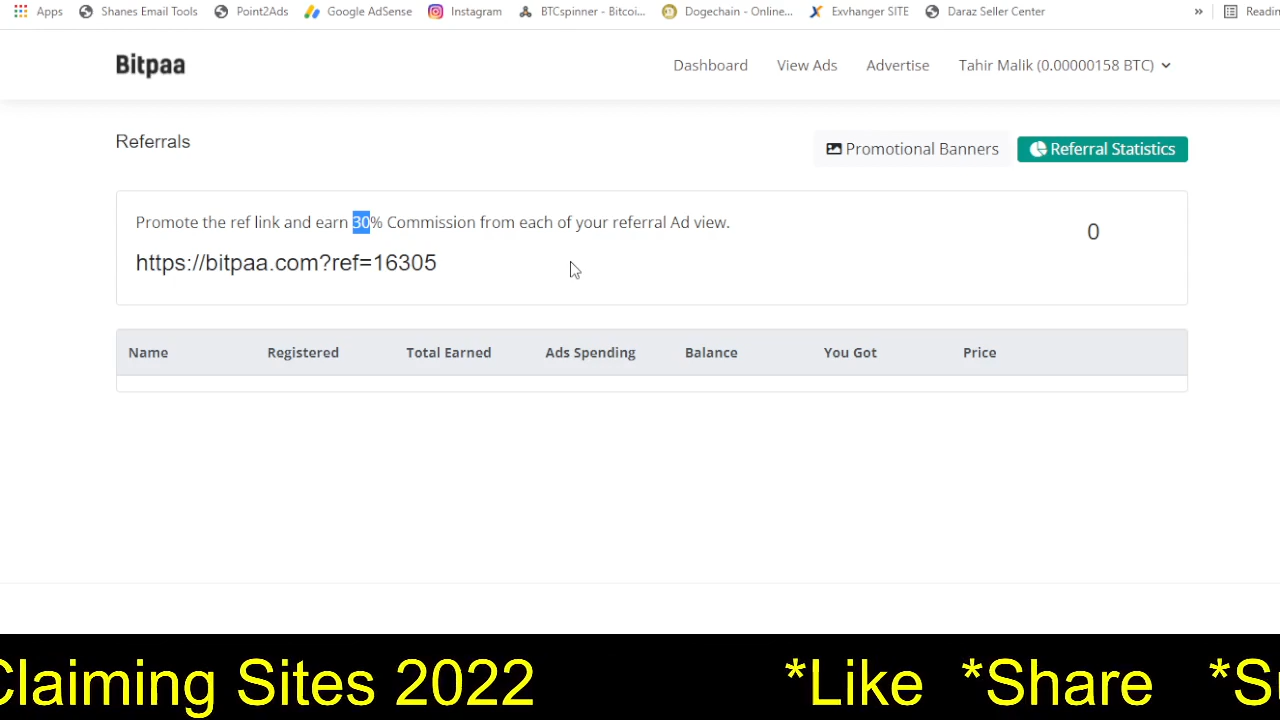 Apps Shanes Email Tools Point2Ads Google AdSense Instagram BTCspinner - Bitcoi... Dogechain - Online... Exvhanger SITE Daraz Seller Center » Readin
Bitpaa Dashboard View Ads Advertise Tahir Malik (0.00000158 BTC)
Referrals Promotional Banners Referral Statistics
Promote the ref link and earn 30% Commission from each of your referral Ad view.
0
https://bitpaa.com?ref=16305
Name Registered Total Earned Ads Spending Balance You Got Price
Claiming Sites 2022 *Like *Share *Su